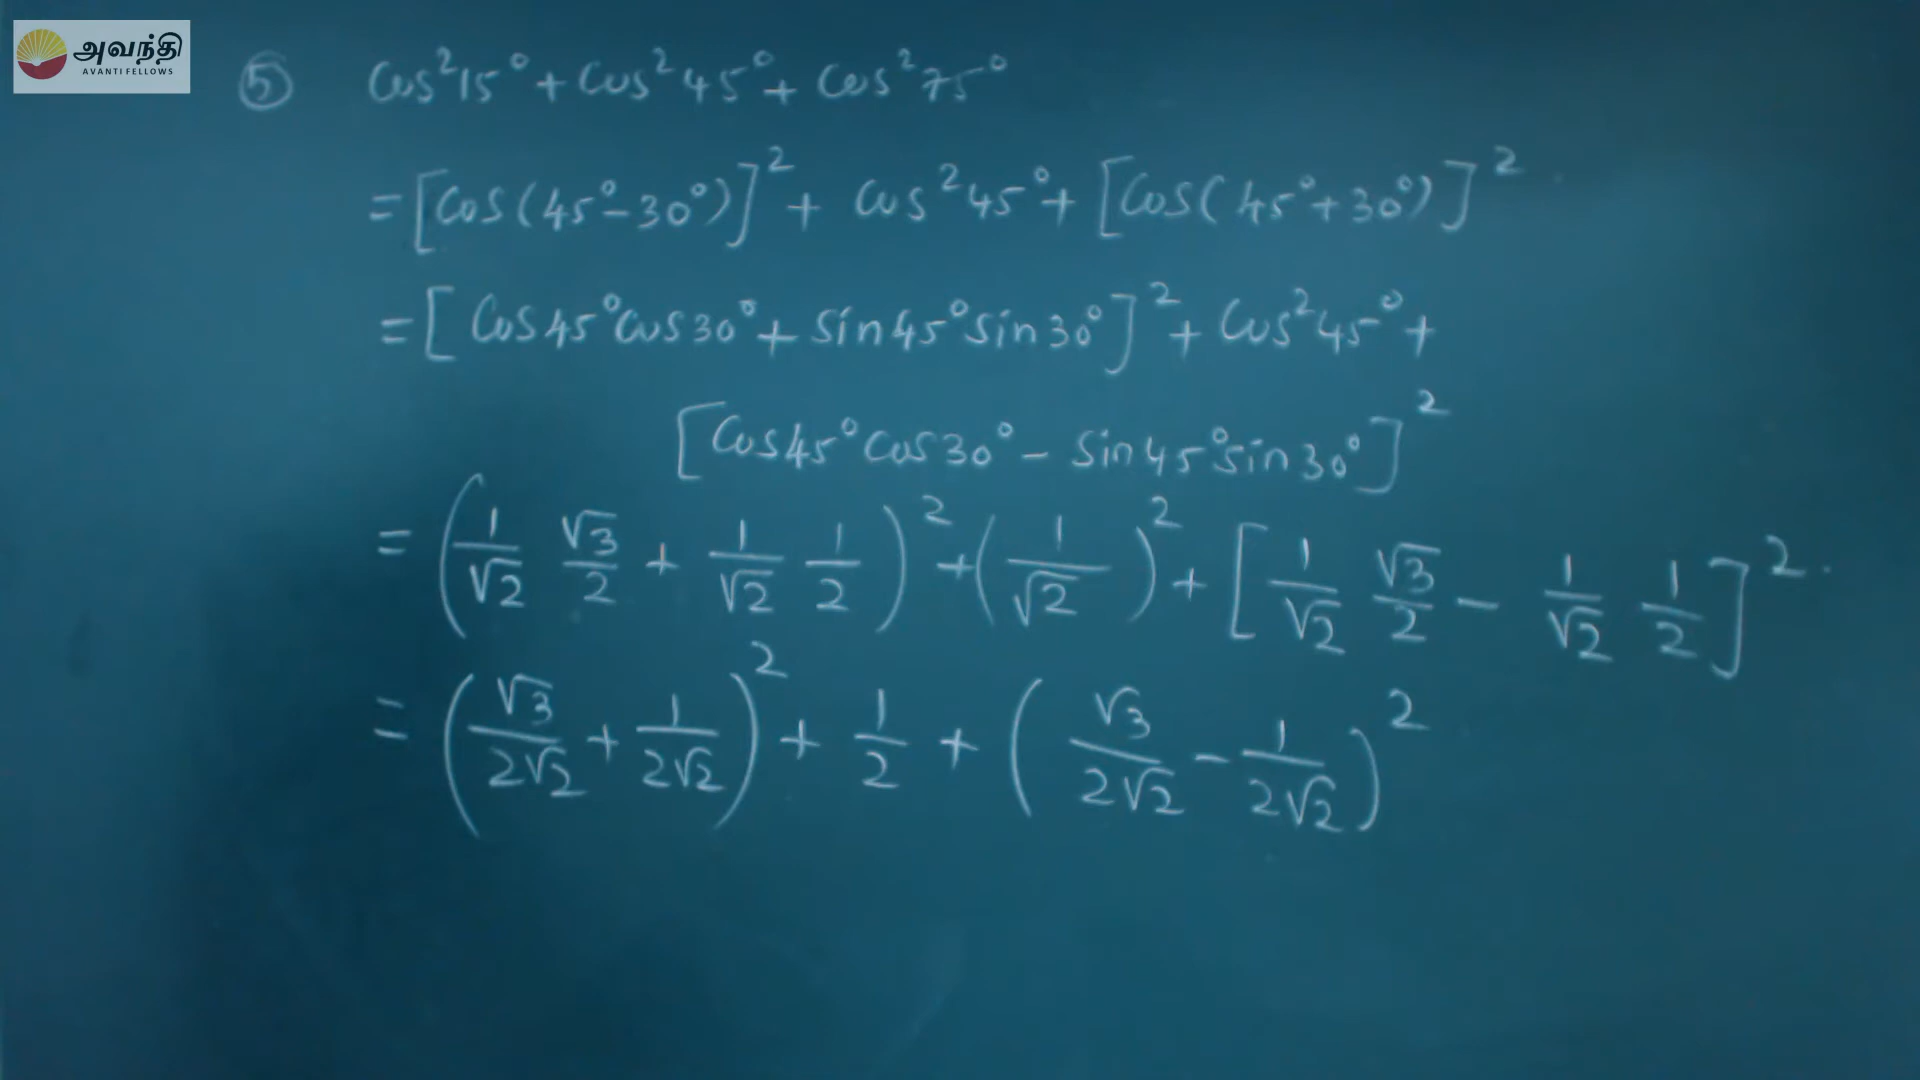 அவந்தி
AVANTI FELLOWS
⑤ Cos²15° + Cos²45° + Cos²75°
= [Cos(45°-30°)]² + Cos²45° + [Cos(45°+30°)]²
= [Cos45°Cos30° + Sin45°Sin30°]² + Cos²45° +
[Cos45°Cos30° - Sin45°Sin30°]²
= (1/√2 √3/2 + 1/√2 1/2)² + (1/√2)² + [1/√2 √3/2 - 1/√2 1/2]².
= (√3/2√2 + 1/2√2)² + 1/2 + (√3/2√2 - 1/2√2)²